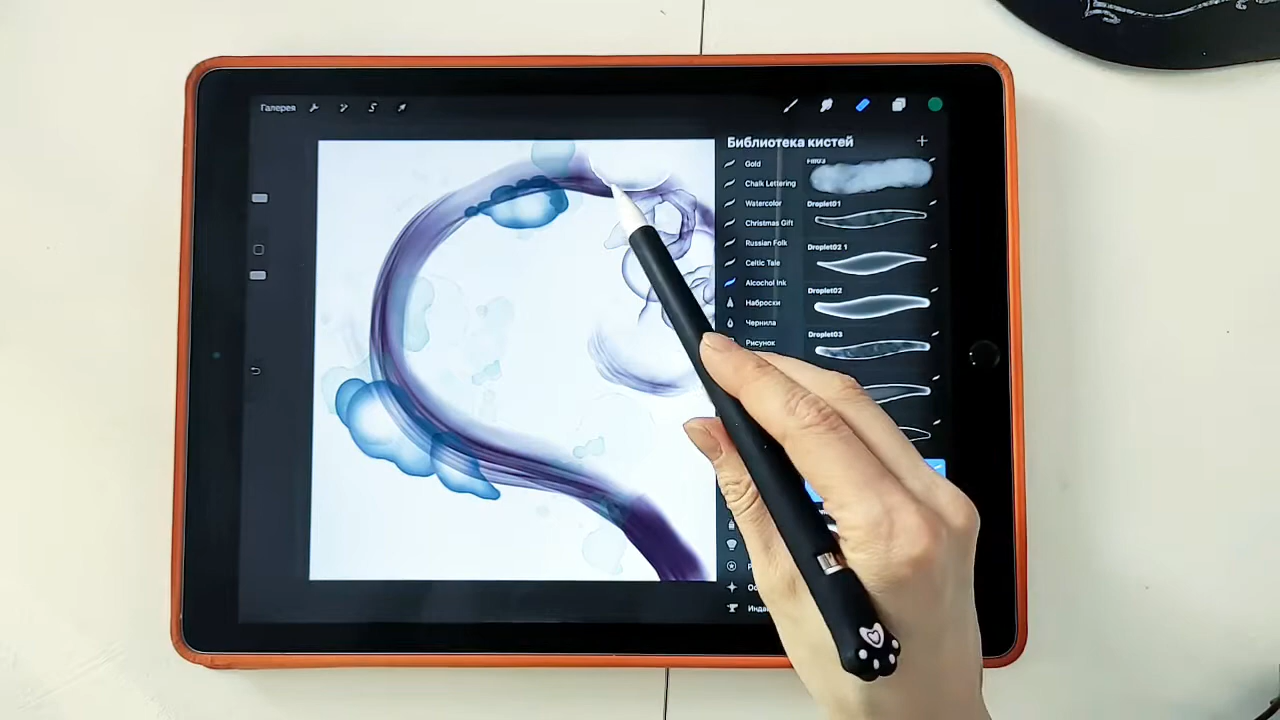 Галерея
Библиотека кистей
Gold
Chalk Lettering
Watercolor
Christmas Gift
Russian Folk
Celtic Tale
Alcochol Ink
Наброски
Чернила
Рисунок
Droplet01
Droplet02 1
Droplet02
Droplet03